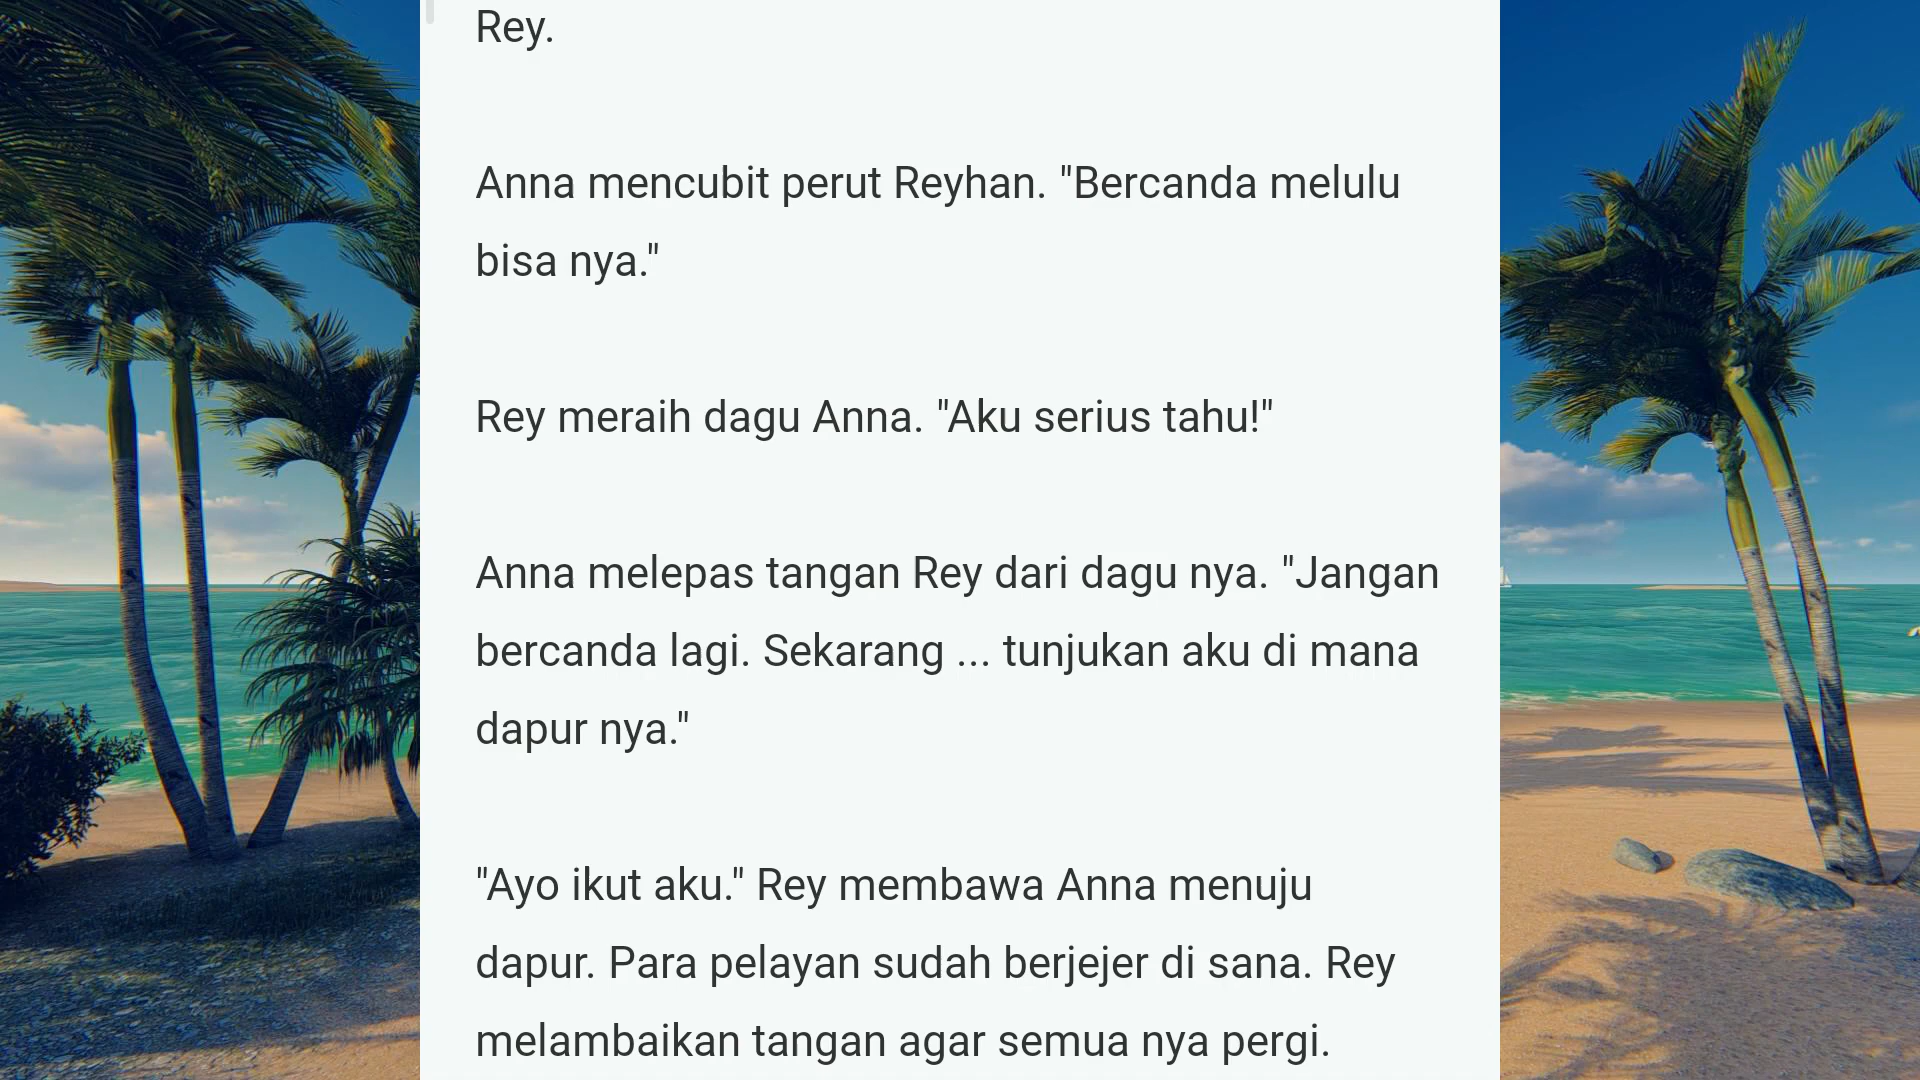 Rey.
Anna mencubit perut Reyhan. "Bercanda melulu
bisa nya."
Rey meraih dagu Anna. "Aku serius tahu!"
Anna melepas tangan Rey dari dagu nya. "Jangan
bercanda lagi. Sekarang ... tunjukan aku di mana
dapur nya."
"Ayo ikut aku." Rey membawa Anna menuju
dapur. Para pelayan sudah berjejer di sana. Rey
melambaikan tangan agar semua nya pergi.